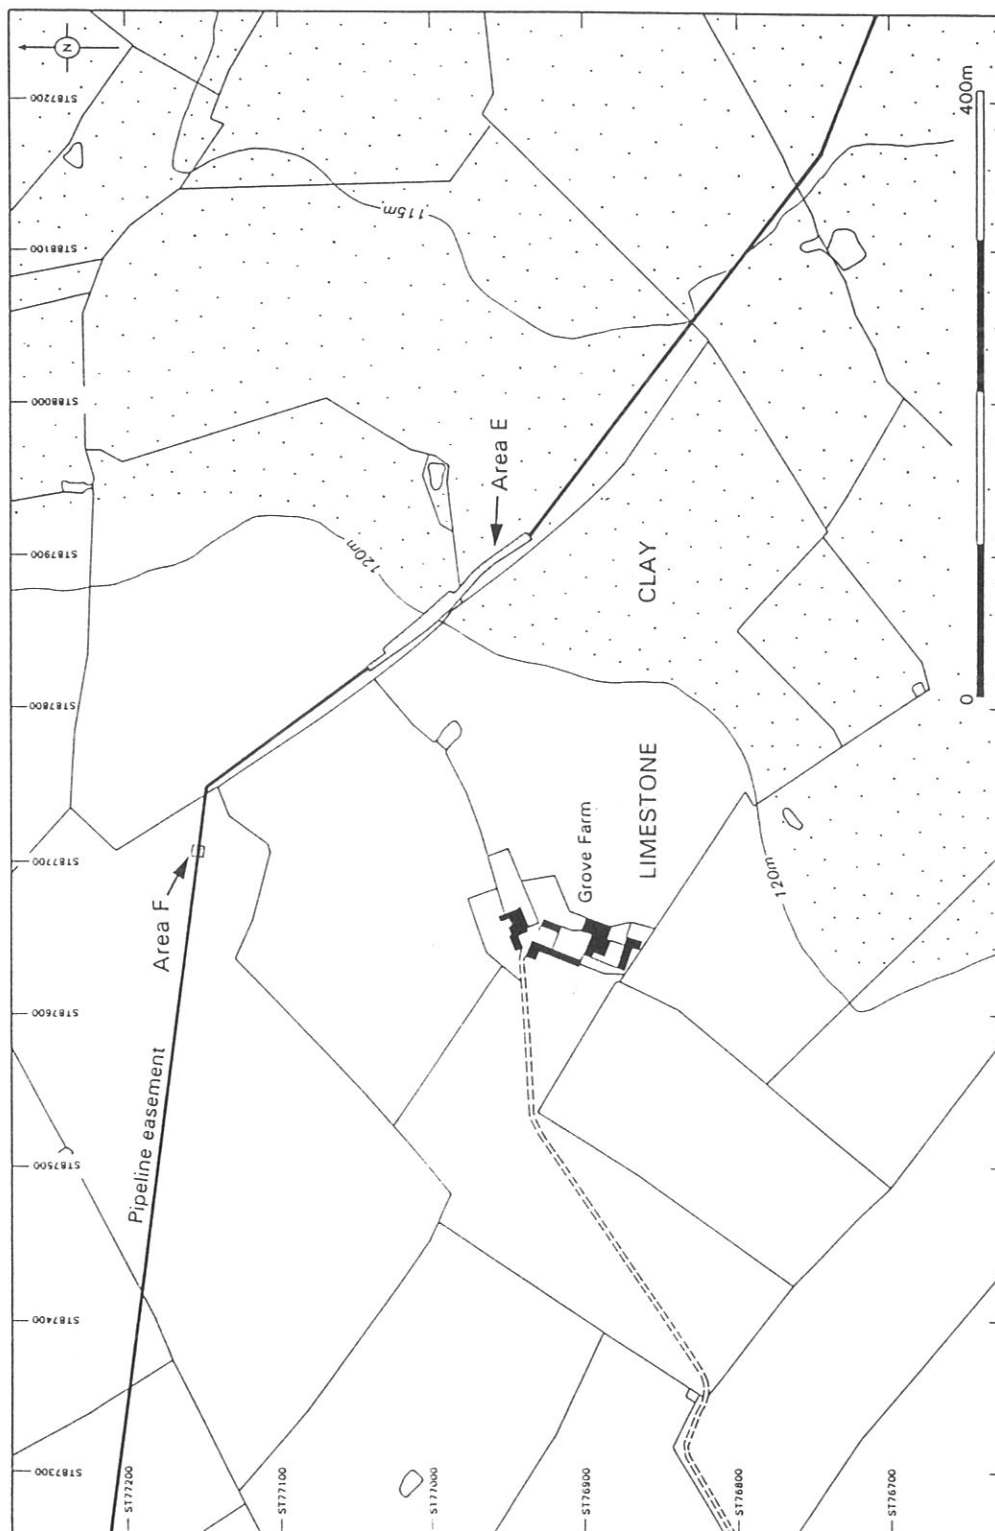 N
ST87200
ST88100
ST88000
ST87900
ST87800
ST87700
ST87600
ST87500
ST87400
ST87300
ST77200
ST77100
ST77000
ST76900
ST76800
ST76700
115m
120m
120m
Area E
Area F
Pipeline easement
CLAY
LIMESTONE
Grove Farm
0
400m